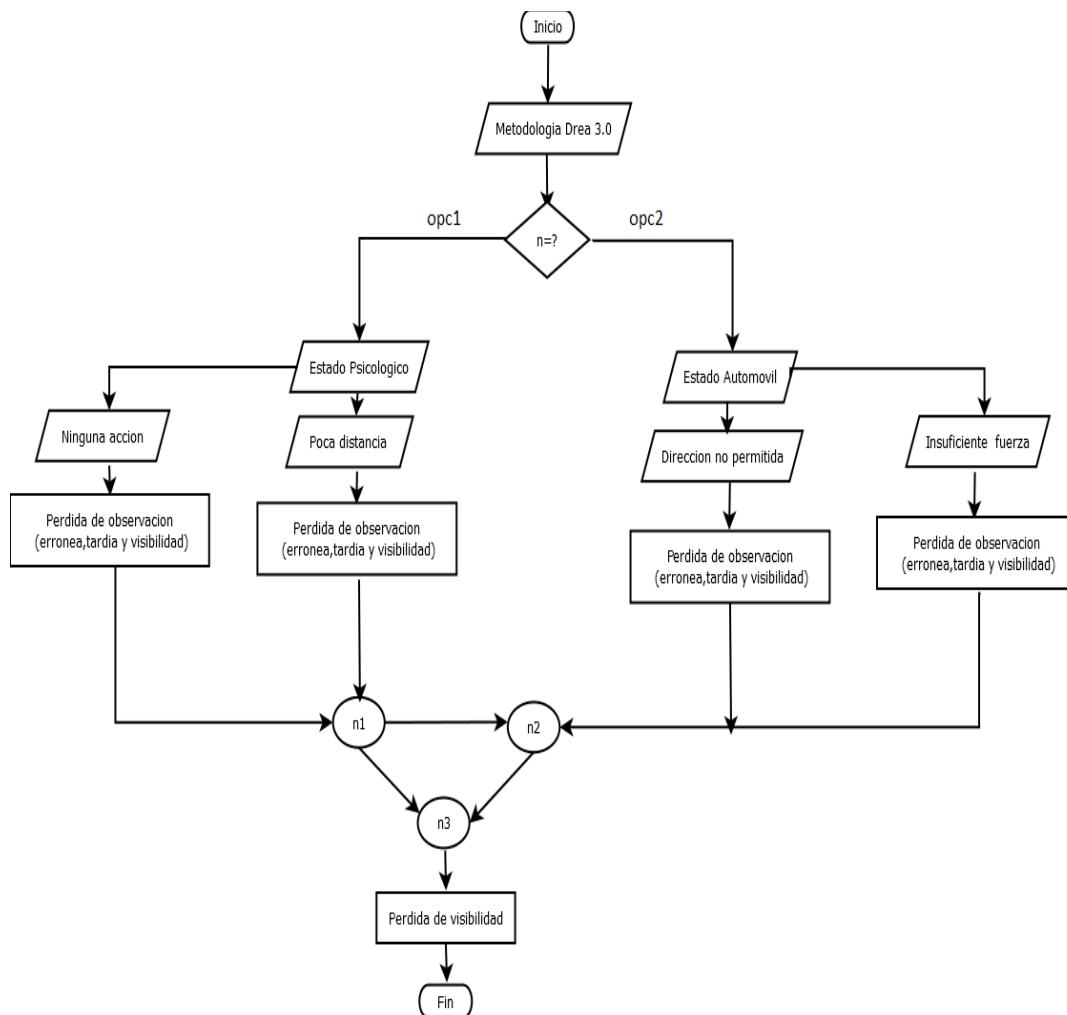 Inicio
Metodologia Drea 3.0
opc1
opc2
n=?
Estado Psicologico
Estado Automovil
Ninguna accion
Poca distancia
Direccion no permitida
Insuficiente fuerza
Perdida de observacion
(erronea,tardia y visibilidad)
Perdida de observacion
(erronea,tardia y visibilidad)
Perdida de observacion
(erronea,tardia y visibilidad)
Perdida de observacion
(erronea,tardia y visibilidad)
n1
n2
n3
Perdida de visibilidad
Fin